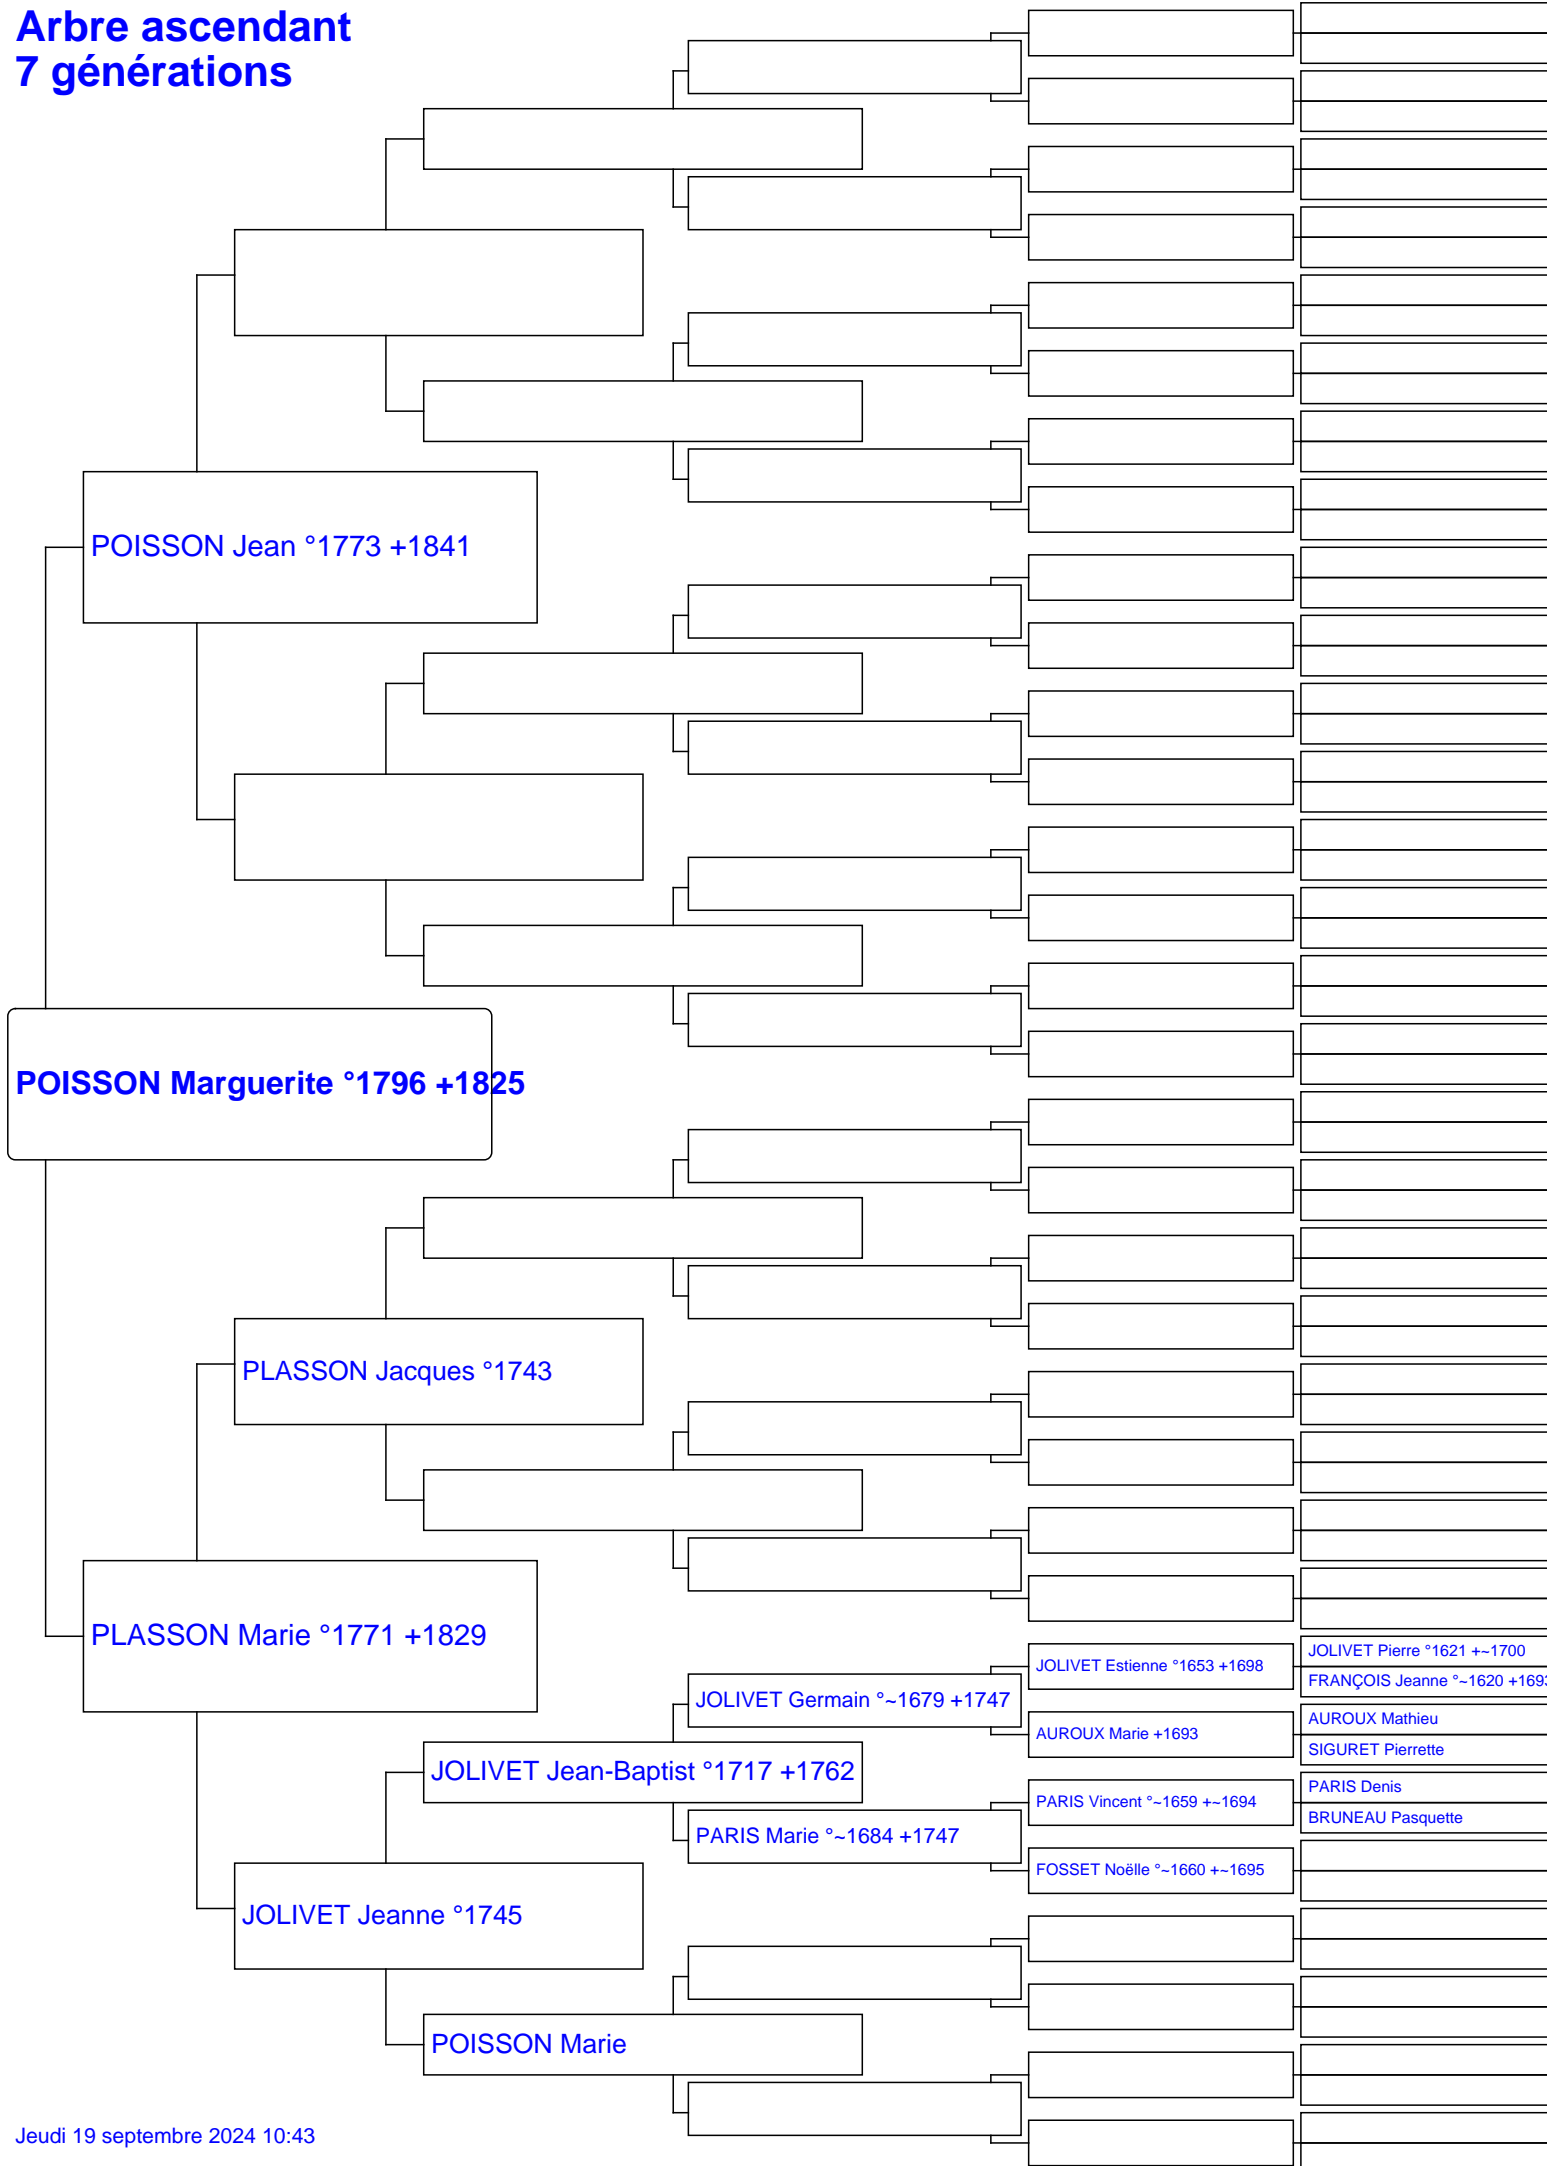 Arbre ascendant
7 générations
POISSON Jean °1773 +1841
POISSON Marguerite °1796 +1825
PLASSON Jacques °1743
PLASSON Marie °1771 +1829
JOLIVET Pierre °1621 +~1700
JOLIVET Estienne °1653 +1698
FRANÇOIS Jeanne °~1620 +1693
JOLIVET Germain °~1679 +1747
AUROUX Mathieu
AUROUX Marie +1693
SIGURET Pierrette
JOLIVET Jean-Baptist °1717 +1762
PARIS Denis
PARIS Vincent °~1659 +~1694
BRUNEAU Pasquette
PARIS Marie °~1684 +1747
FOSSET Noëlle °~1660 +~1695
JOLIVET Jeanne °1745
POISSON Marie
Jeudi 19 septembre 2024 10:43